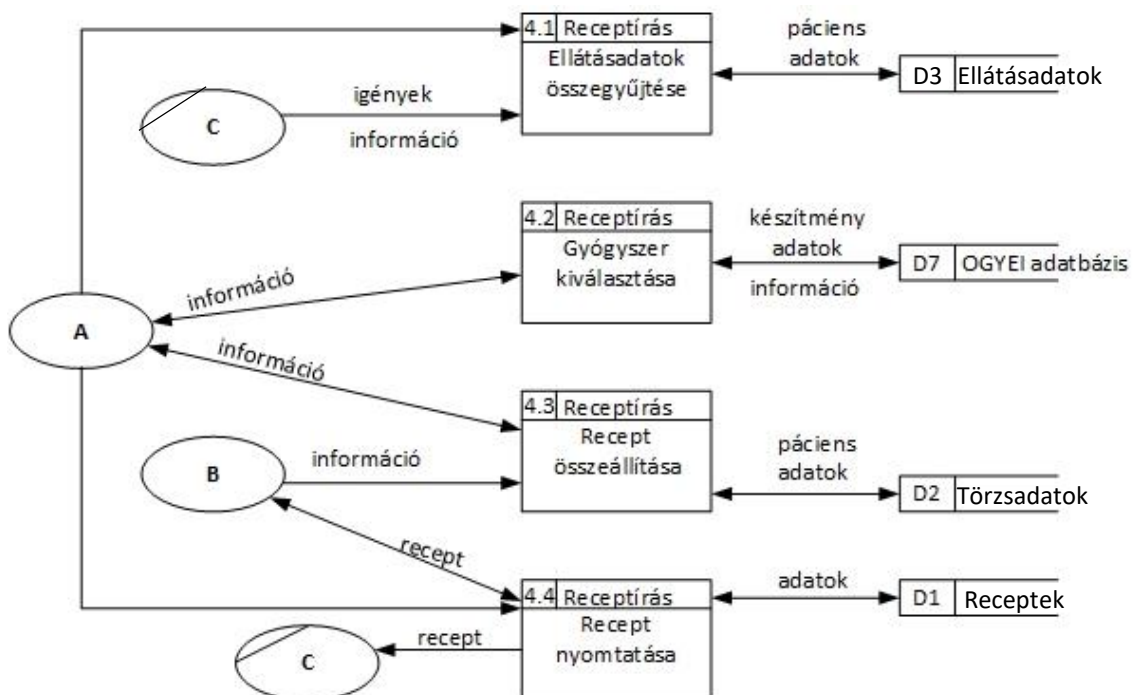 4.1 Receptírás
Ellátásadatok
összegyűjtése
páciens
adatok
D3 Ellátásadatok
C
igények
információ
4.2 Receptírás
Gyógyszer
kiválasztása
készítmény
adatok
információ
D7 OGYEI adatbázis
A
információ
információ
4.3 Receptírás
Recept
összeállítása
páciens
adatok
D2 Törzsadatok
B
információ
recept
4.4 Receptírás
Recept
nyomtatása
adatok
D1 Receptek
C
recept